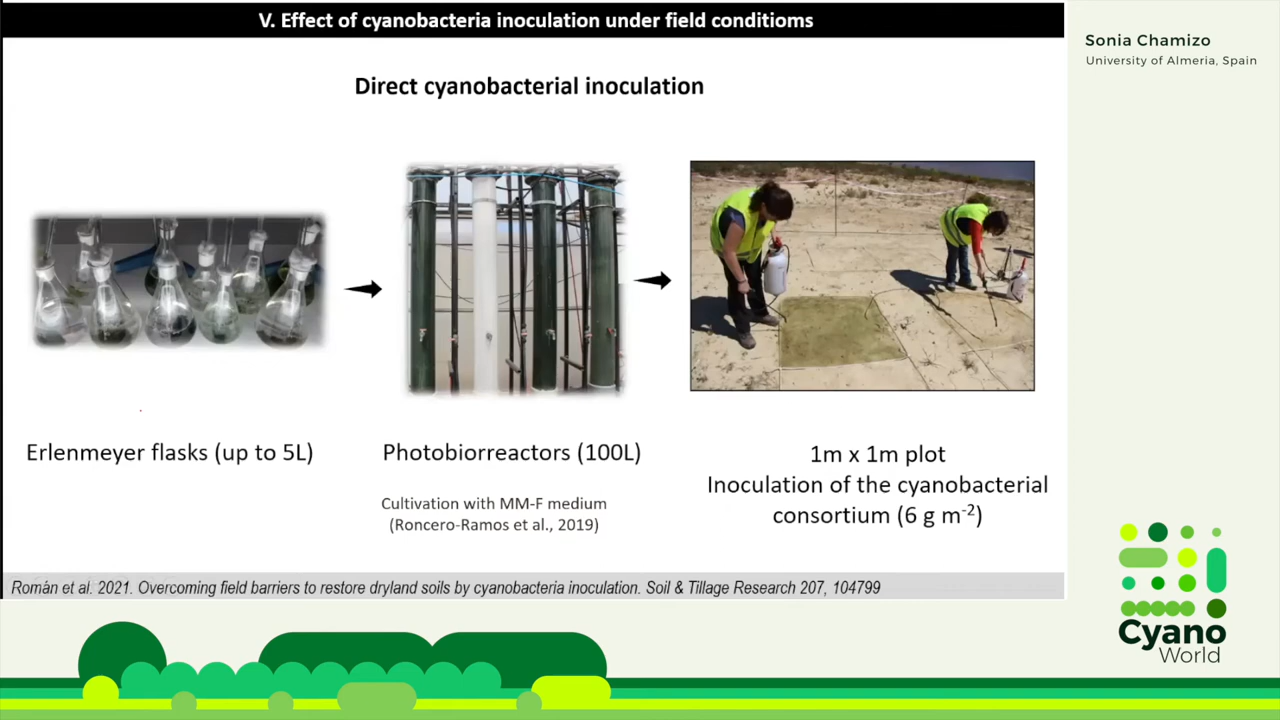 V. Effect of cyanobacteria inoculation under field conditioms
Sonia Chamizo
University of Almeria, Spain
Direct cyanobacterial inoculation
Erlenmeyer flasks (up to 5L)
Photobiorreactors (100L)
Cultivation with MM-F medium
(Roncero-Ramos et al., 2019)
1m x 1m plot
Inoculation of the cyanobacterial
consortium (6 g m-2)
Román et al. 2021. Overcoming field barriers to restore dryland soils by cyanobacteria inoculation. Soil & Tillage Research 207, 104799
Cyano
World